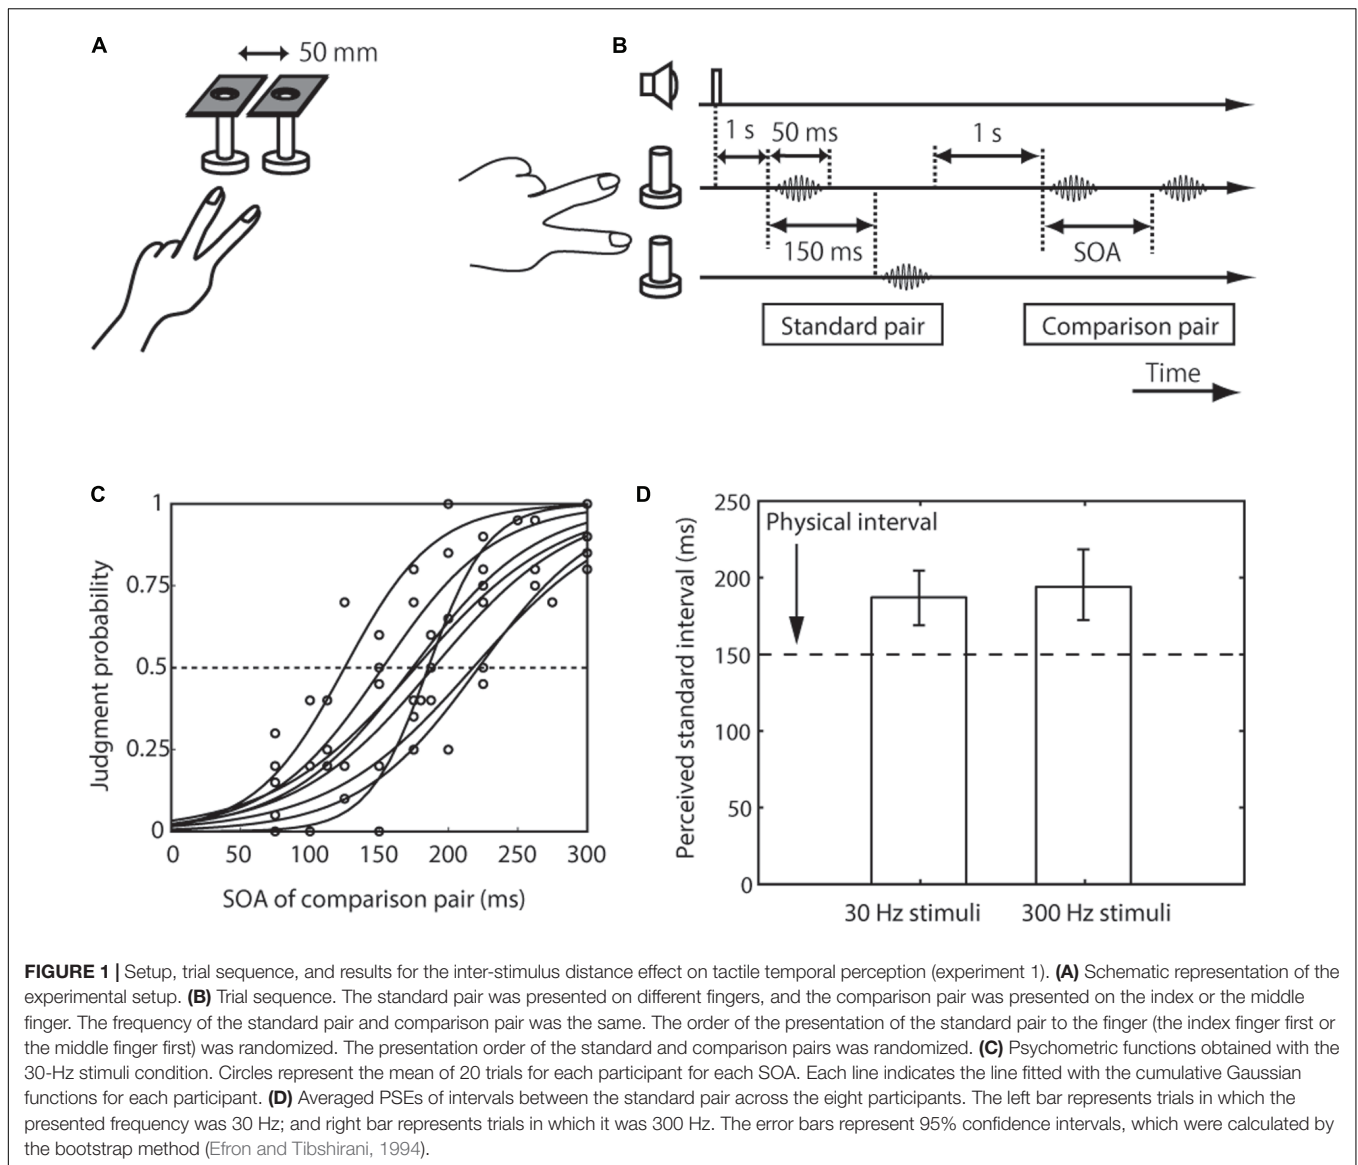 A
50 mm
B
1 s
50 ms
1 s
150 ms
SOA
Standard pair
Comparison pair
Time
C
1
0.75
0.5
0.25
0
0
50
100
150
200
250
300
Judgment probability
SOA of comparison pair (ms)
D
250
200
150
100
50
0
Physical interval
Perceived standard interval (ms)
30 Hz stimuli
300 Hz stimuli
FIGURE 1 | Setup, trial sequence, and results for the inter-stimulus distance effect on tactile temporal perception (experiment 1). (A) Schematic representation of the
experimental setup. (B) Trial sequence. The standard pair was presented on different fingers, and the comparison pair was presented on the index or the middle
finger. The frequency of the standard pair and comparison pair was the same. The order of the presentation of the standard pair to the finger (the index finger first or
the middle finger first) was randomized. The presentation order of the standard and comparison pairs was randomized. (C) Psychometric functions obtained with the
30-Hz stimuli condition. Circles represent the mean of 20 trials for each participant for each SOA. Each line indicates the line fitted with the cumulative Gaussian
functions for each participant. (D) Averaged PSEs of intervals between the standard pair across the eight participants. The left bar represents trials in which the
presented frequency was 30 Hz; and right bar represents trials in which it was 300 Hz. The error bars represent 95% confidence intervals, which were calculated by
the bootstrap method (Efron and Tibshirani, 1994).